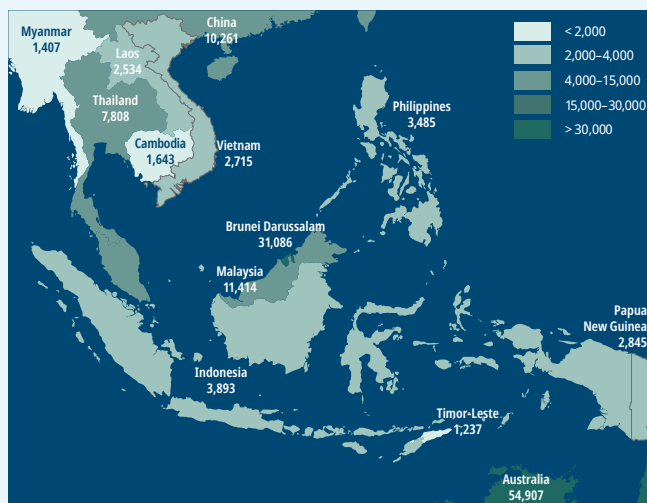 Myanmar
1,407
China
10,261
Laos
2,534
Thailand
7,808
Cambodia
1,643
Vietnam
2,715
Philippines
3,485
< 2,000
2,000–4,000
4,000–15,000
15,000–30,000
> 30,000
Brunei Darussalam
31,086
Malaysia
11,414
Papua
New Guinea
2,845
Indonesia
3,893
Timor-Leste
1,237
Australia
54,907